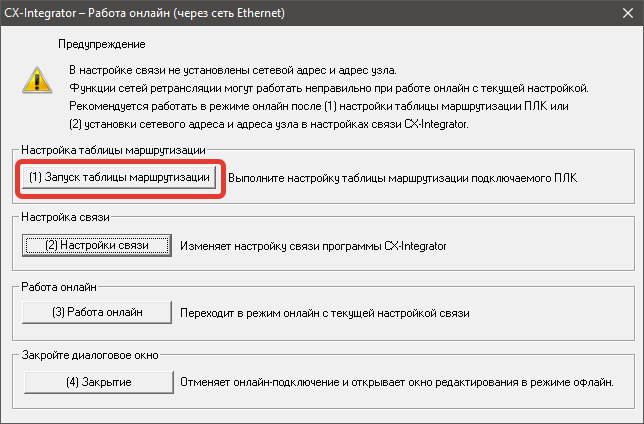 CX-Integrator – Работа онлайн (через сеть Ethernet)
Предупреждение
В настройке связи не установлены сетевой адрес и адрес узла.
Функции сетей ретрансляции могут работать неправильно при работе онлайн с текущей настройкой.
Рекомендуется работать в режиме онлайн после (1) настройки таблицы маршрутизации ПЛК или
(2) установки сетевого адреса и адреса узла в настройках связи CX-Integrator.
Настройка таблицы маршрутизации
(1) Запуск таблицы маршрутизации Выполните настройку таблицы маршрутизации подключаемого ПЛК
Настройка связи
(2) Настройки связи Изменяет настройку связи программы CX-Integrator
Работа онлайн
(3) Работа онлайн Переходит в режим онлайн с текущей настройкой связи
Закройте диалоговое окно
(4) Закрытие Отменяет онлайн-подключение и открывает окно редактирования в режиме офлайн.